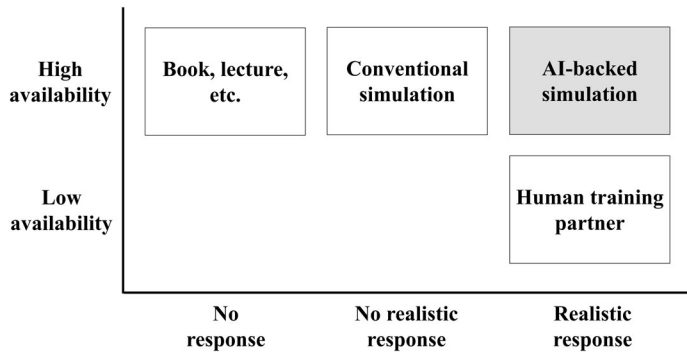 High
availability
Book, lecture,
etc.
Conventional
simulation
AI-backed
simulation
Low
availability
Human training
partner
No
response
No realistic
response
Realistic
response